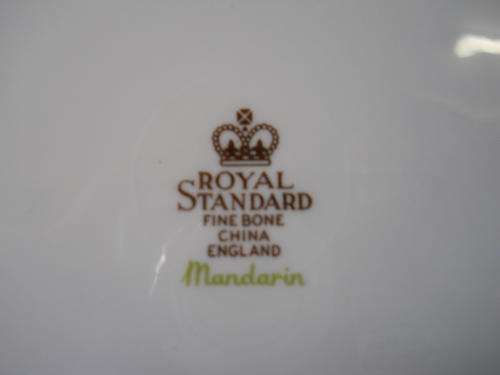 ROYAL
STANDARD
FINE BONE
CHINA
ENGLAND
Mandarin